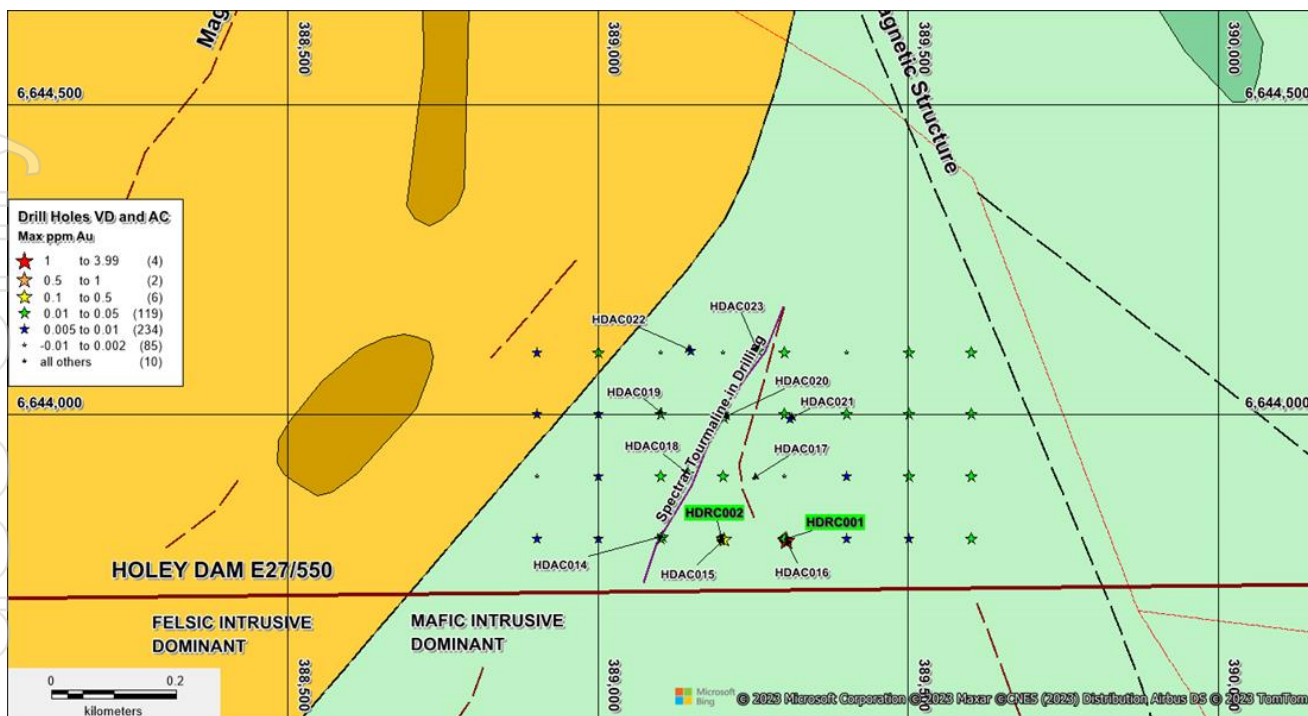 Mag
388,500
389,000
389,500
390,000
agnetic Structure
6,644,500
6,644,500
Drill Holes VD and AC
Max ppm Au
1 to 3.99 (4)
0.5 to 1 (2)
0.1 to 0.5 (6)
0.01 to 0.05 (119)
0.005 to 0.01 (234)
-0.01 to 0.002 (85)
all others (10)
HDAC023
HDAC022
Spectral Tourmaline in Drilling
HDAC019
HDAC020
HDAC021
6,644,000
6,644,000
HDAC018
HDAC017
HDRC002
HDRC001
HDAC014
HDAC015
HDAC016
HOLEY DAM E27/550
FELSIC INTRUSIVE
DOMINANT
MAFIC INTRUSIVE
DOMINANT
388,500
389,000
389,500
390,000
0 0.2
kilometers
Microsoft
Bing
© 2023 Microsoft Corporation © 2023 Maxar ©CNES (2023) Distribution Airbus DS © 2023 TomTom